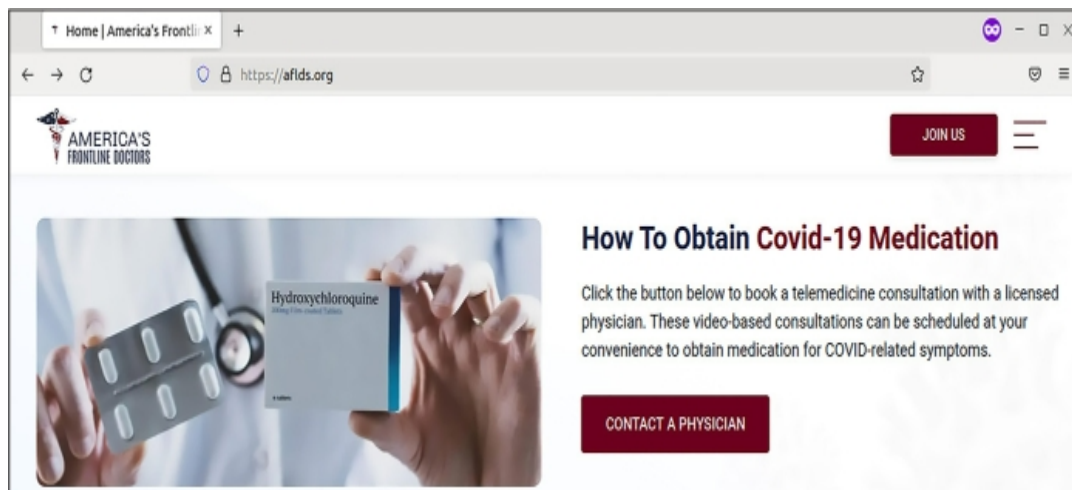 Home | America's Frontli
https://aflds.org
AMERICA'S
FRONTLINE DOCTORS
JOIN US
Hydroxychloroquine
How To Obtain Covid-19 Medication
Click the button below to book a telemedicine consultation with a licensed
physician. These video-based consultations can be scheduled at your
convenience to obtain medication for COVID-related symptoms.
CONTACT A PHYSICIAN